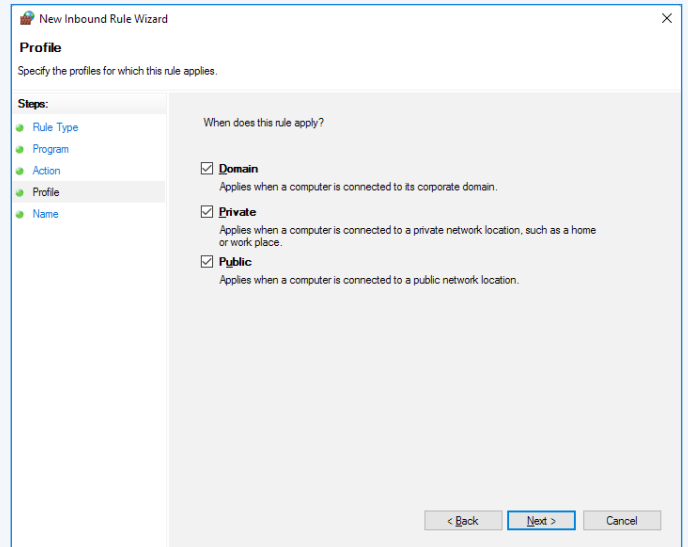 New Inbound Rule Wizard
Profile
Specify the profiles for which this rule applies.
Steps:
Rule Type
Program
Action
Profile
Name
When does this rule apply?
Domain
Applies when a computer is connected to its corporate domain.
Private
Applies when a computer is connected to a private network location, such as a home
or work place.
Public
Applies when a computer is connected to a public network location.
< Back
Next >
Cancel